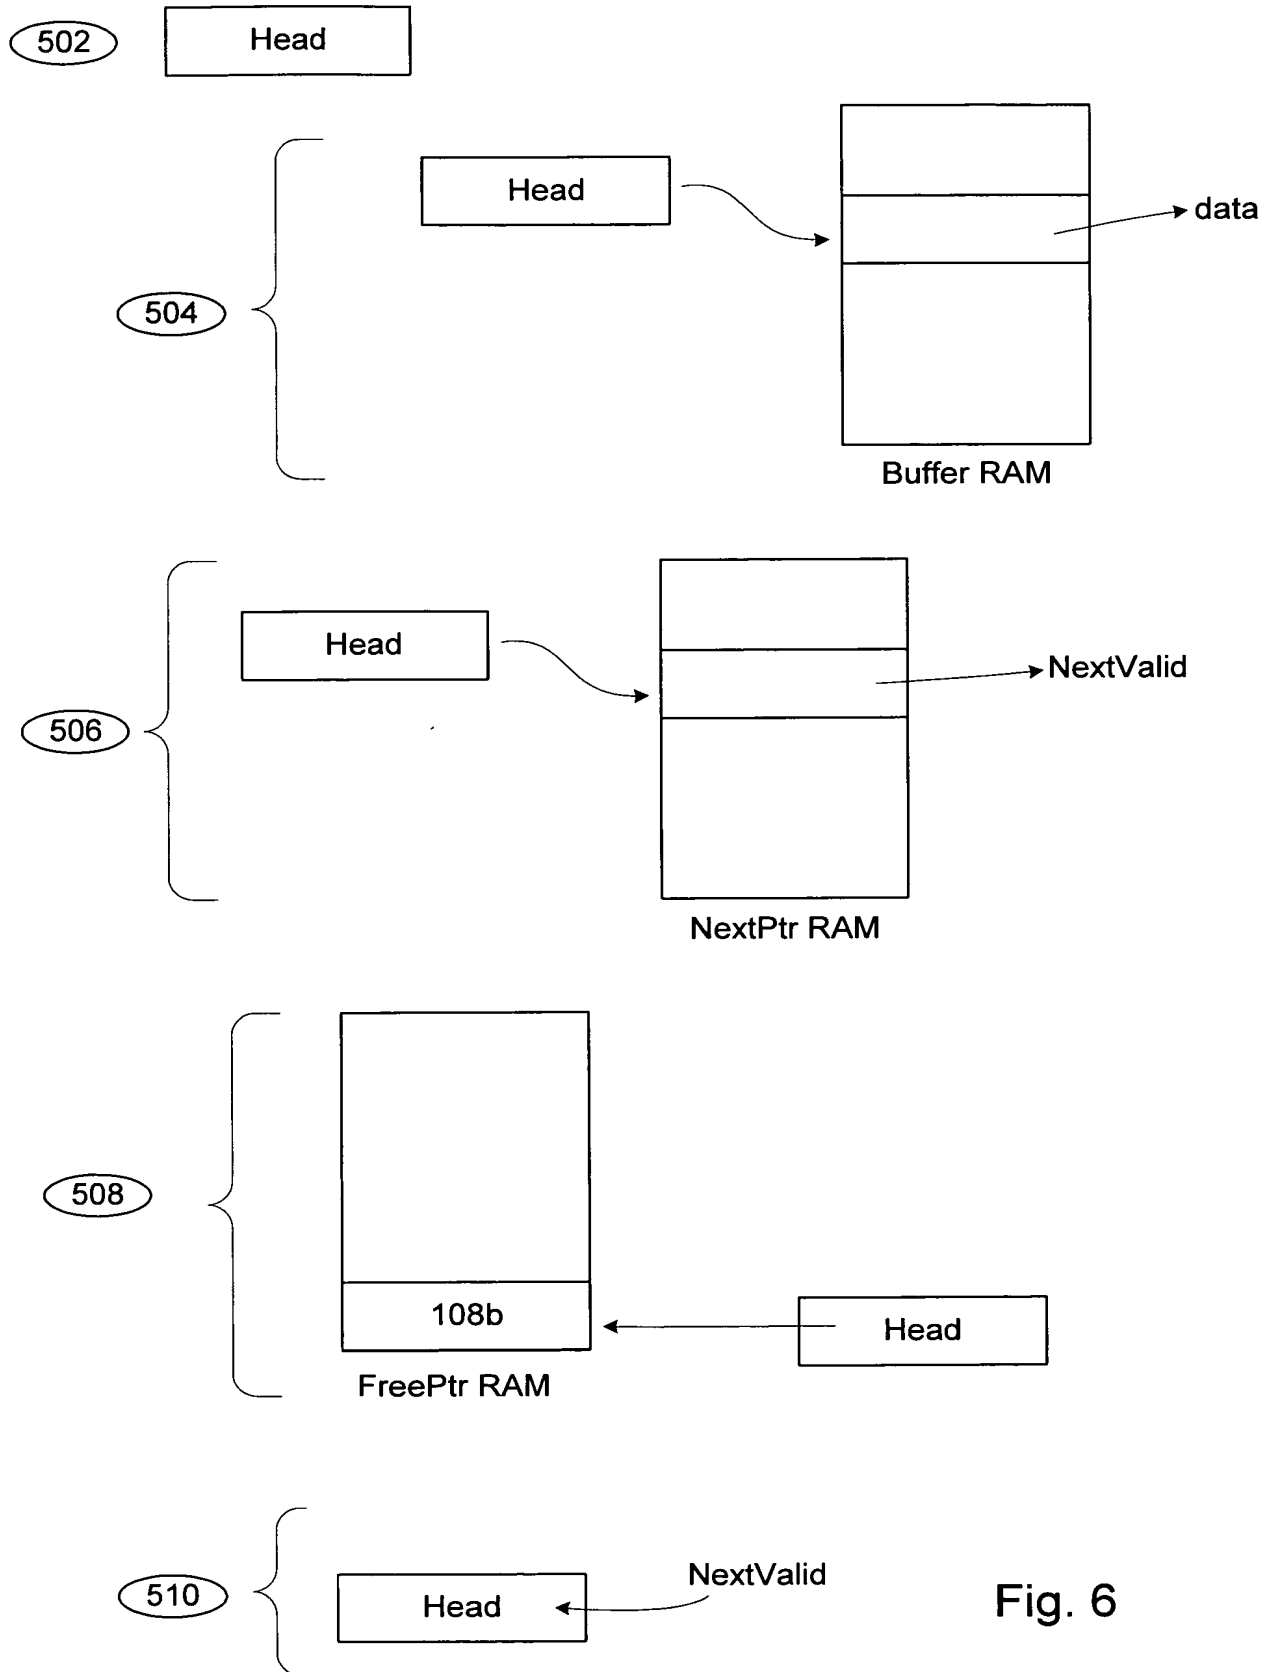 502
Head
Head
data
504
Buffer RAM
Head
NextValid
506
NextPtr RAM
508
108b
Head
FreePtr RAM
510
Head
NextValid
Fig. 6